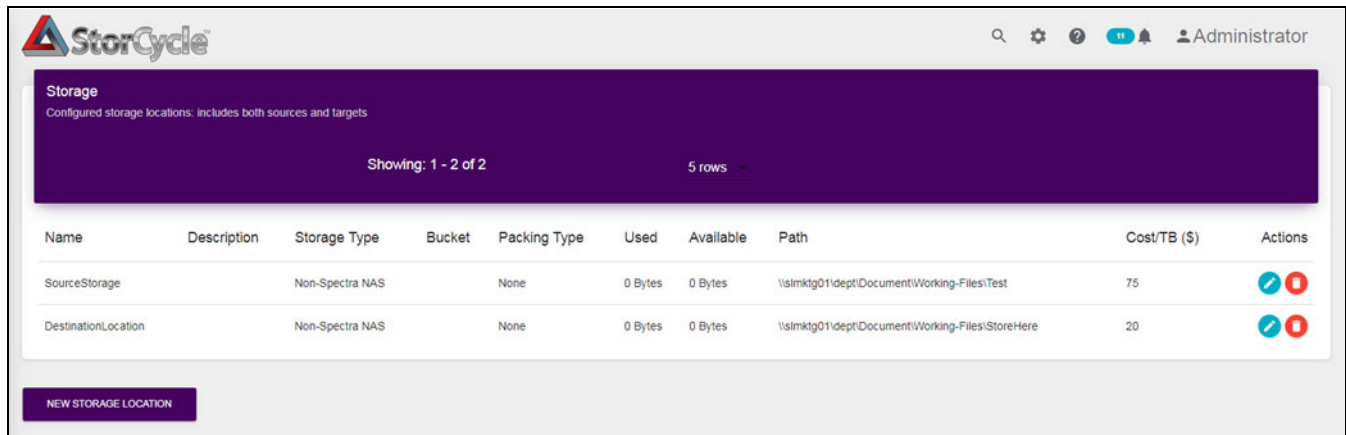 StorCycle
11 Administrator
Storage
Configured storage locations: includes both sources and targets
Showing: 1 - 2 of 2 5 rows
Name Description Storage Type Bucket Packing Type Used Available Path Cost/TB ($) Actions
SourceStorage Non-Spectra NAS None 0 Bytes 0 Bytes \\slmktg01\dept\Document\Working-Files\Test 75
DestinationLocation Non-Spectra NAS None 0 Bytes 0 Bytes \\slmktg01\dept\Document\Working-Files\StoreHere 20
NEW STORAGE LOCATION